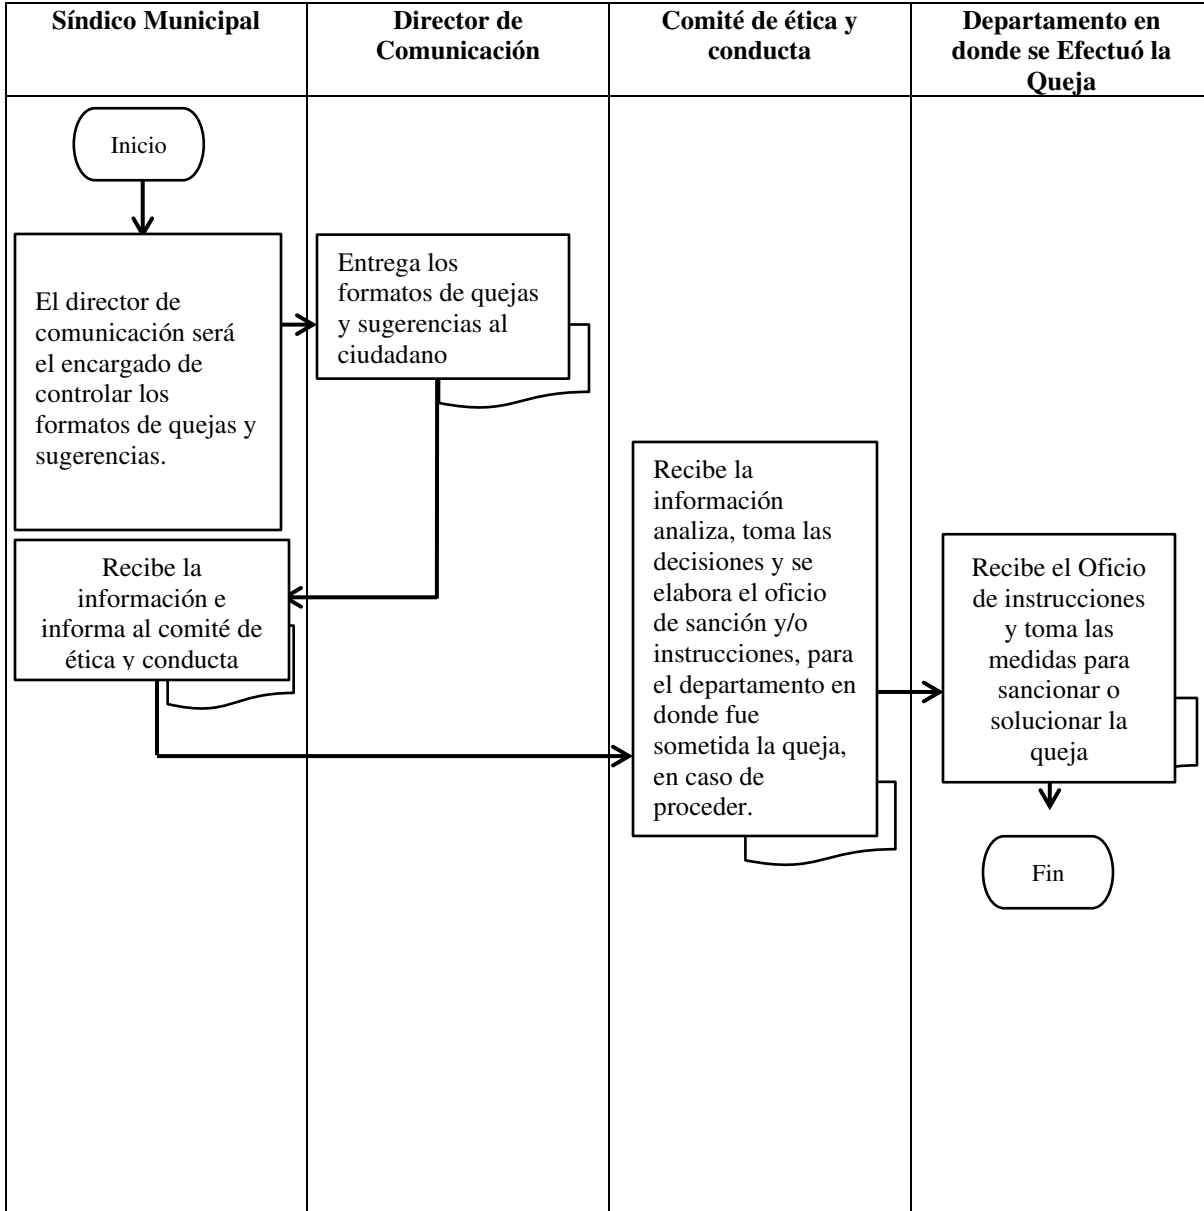 Síndico Municipal
Director de
Comunicación
Comité de ética y
conducta
Departamento en
donde se Efectuó la
Queja
Inicio
El director de
comunicación será
el encargado de
controlar los
formatos de quejas y
sugerencias.
Entrega los
formatos de quejas
y sugerencias al
ciudadano
Recibe la
información e
informa al comité de
ética y conducta
Recibe la
información
analiza, toma las
decisiones y se
elabora el oficio
de sanción y/o
instrucciones, para
el departamento en
donde fue
sometida la queja,
en caso de
proceder.
Recibe el Oficio
de instrucciones
y toma las
medidas para
sancionar o
solucionar la
queja
Fin